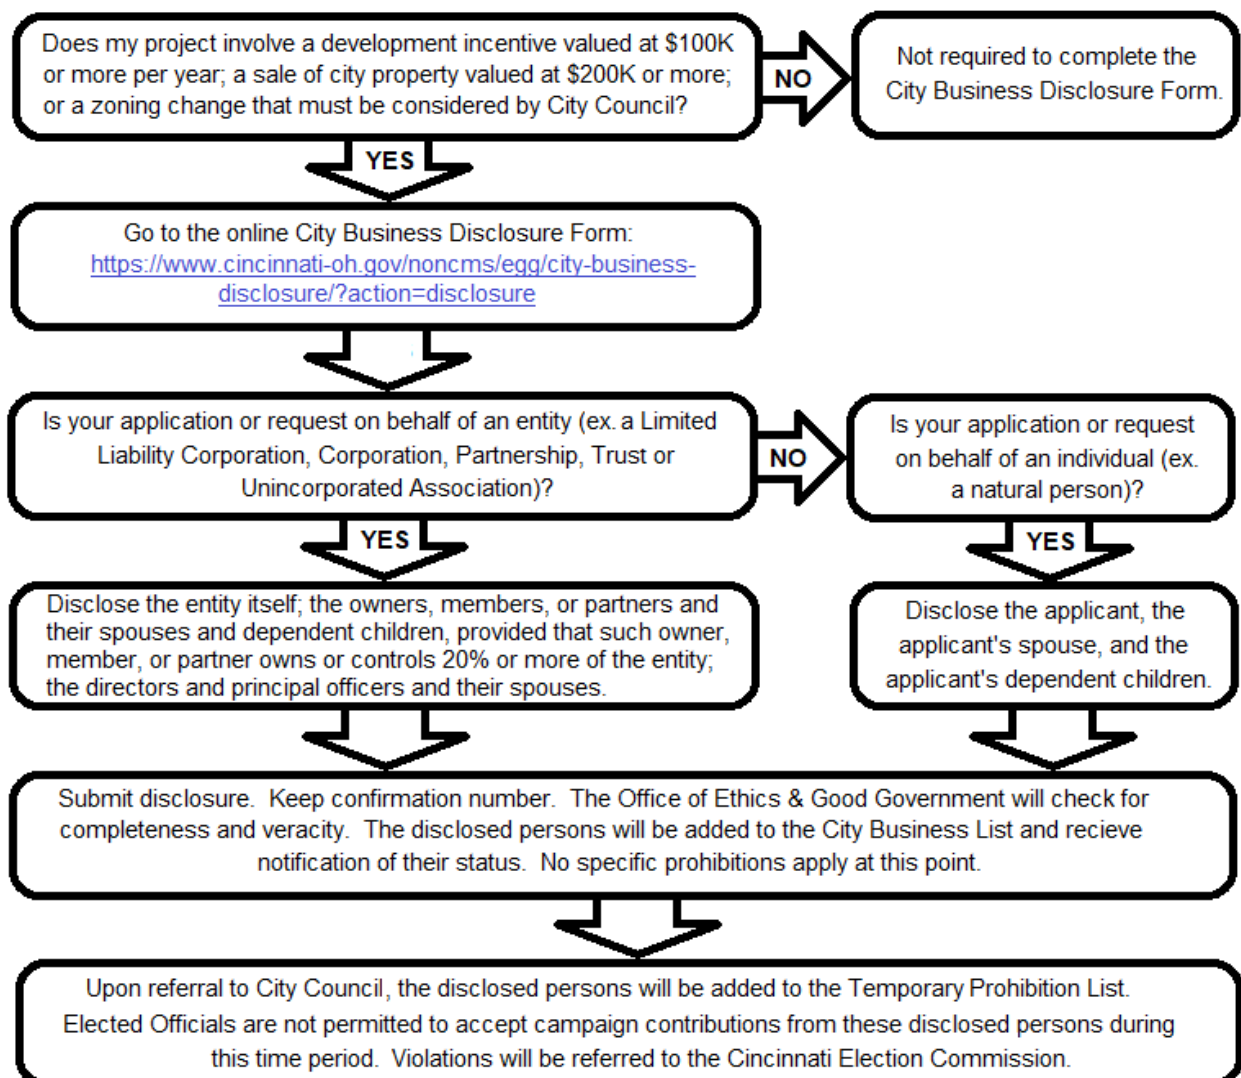 Does my project involve a development incentive valued at $100K
or more per year; a sale of city property valued at $200K or more;
or a zoning change that must be considered by City Council?
NO
Not required to complete the
City Business Disclosure Form.
YES
Go to the online City Business Disclosure Form:
https://www.cincinnati-oh.gov/noncms/egg/city-business-
disclosure/?action=disclosure
Is your application or request on behalf of an entity (ex. a Limited
Liability Corporation, Corporation, Partnership, Trust or
Unincorporated Association)?
NO
Is your application or request
on behalf of an individual (ex.
a natural person)?
YES
YES
Disclose the entity itself; the owners, members, or partners and
their spouses and dependent children, provided that such owner,
member, or partner owns or controls 20% or more of the entity;
the directors and principal officers and their spouses.
Disclose the applicant, the
applicant's spouse, and the
applicant's dependent children.
Submit disclosure.  Keep confirmation number.  The Office of Ethics & Good Government will check for
completeness and veracity.  The disclosed persons will be added to the City Business List and recieve
notification of their status.  No specific prohibitions apply at this point.
Upon referral to City Council, the disclosed persons will be added to the Temporary Prohibition List.
Elected Officials are not permitted to accept campaign contributions from these disclosed persons during
this time period.  Violations will be referred to the Cincinnati Election Commission.